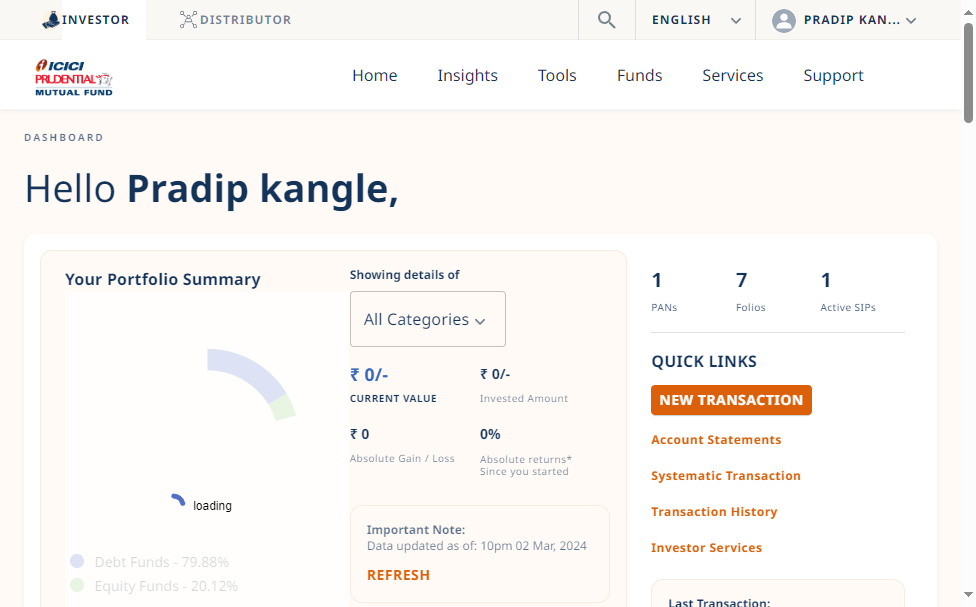 INVESTOR
DISTRIBUTOR
ENGLISH
PRADIP KAN...
ICICI
PRUDENTIAL
MUTUAL FUND
Home
Insights
Tools
Funds
Services
Support
DASHBOARD
Hello Pradip kangle,
Your Portfolio Summary
loading
Debt Funds - 79.88%
Equity Funds - 20.12%
Showing details of
All Categories
₹ 0/-
CURRENT VALUE
₹ 0/-
Invested Amount
₹ 0
Absolute Gain / Loss
0%
Absolute returns*
Since you started
Important Note:
Data updated as of: 10pm 02 Mar, 2024
REFRESH
1
PANs
7
Folios
1
Active SIPs
QUICK LINKS
NEW TRANSACTION
Account Statements
Systematic Transaction
Transaction History
Investor Services
Last Transaction: